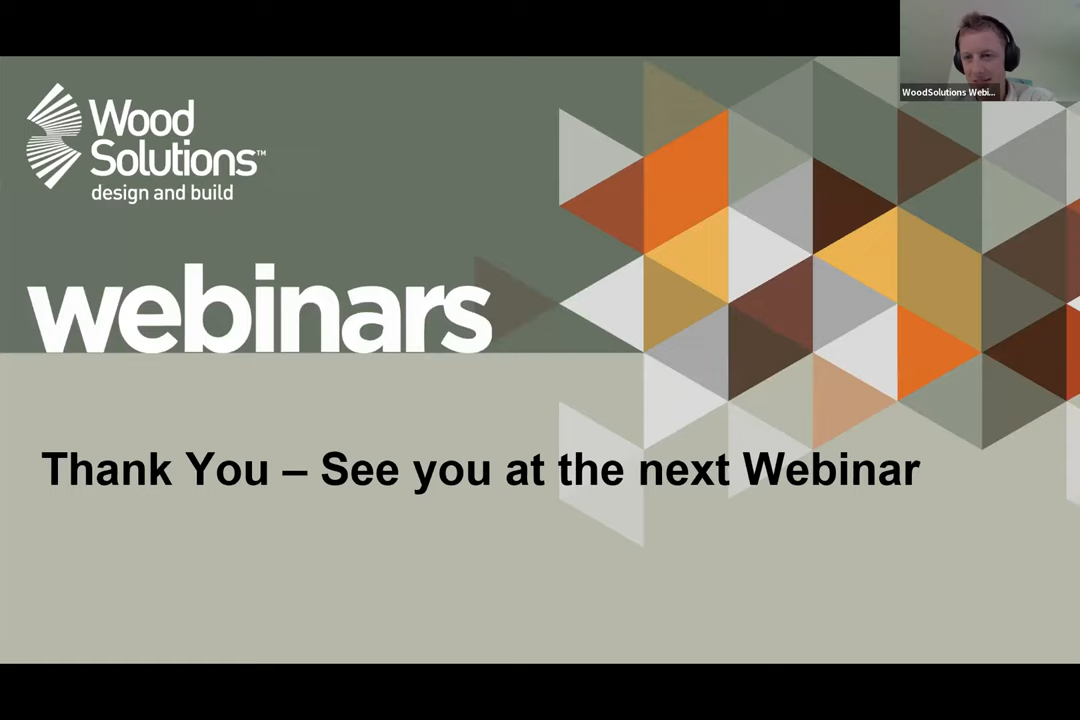 Wood
Solutions™
design and build
webinars
Thank You – See you at the next Webinar
WoodSolutions Webi...